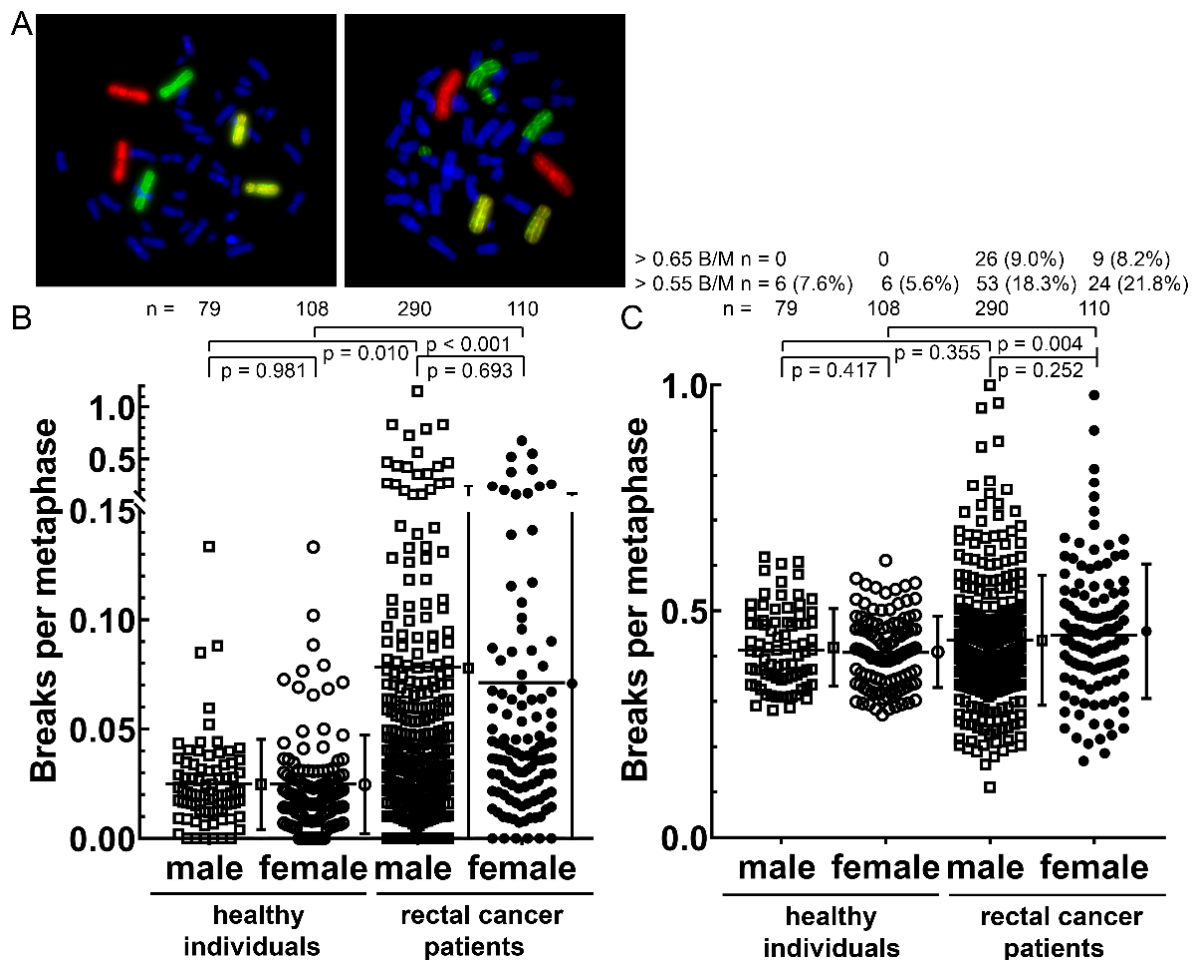 A
> 0.65 B/M n = 0 0 26 (9.0%) 9 (8.2%)
> 0.55 B/M n = 6 (7.6%) 6 (5.6%) 53 (18.3%) 24 (21.8%)
B
n = 79 108 290 110
p < 0.001
p = 0.010
p = 0.981 p = 0.693
Breaks per metaphase
1.0
0.5
0.15
0.10
0.05
0.00
male female male female
healthy individuals
rectal cancer patients
C
n = 79 108 290 110
p = 0.004
p = 0.355
p = 0.417 p = 0.252
Breaks per metaphase
1.0
0.5
0.0
male female male female
healthy individuals
rectal cancer patients